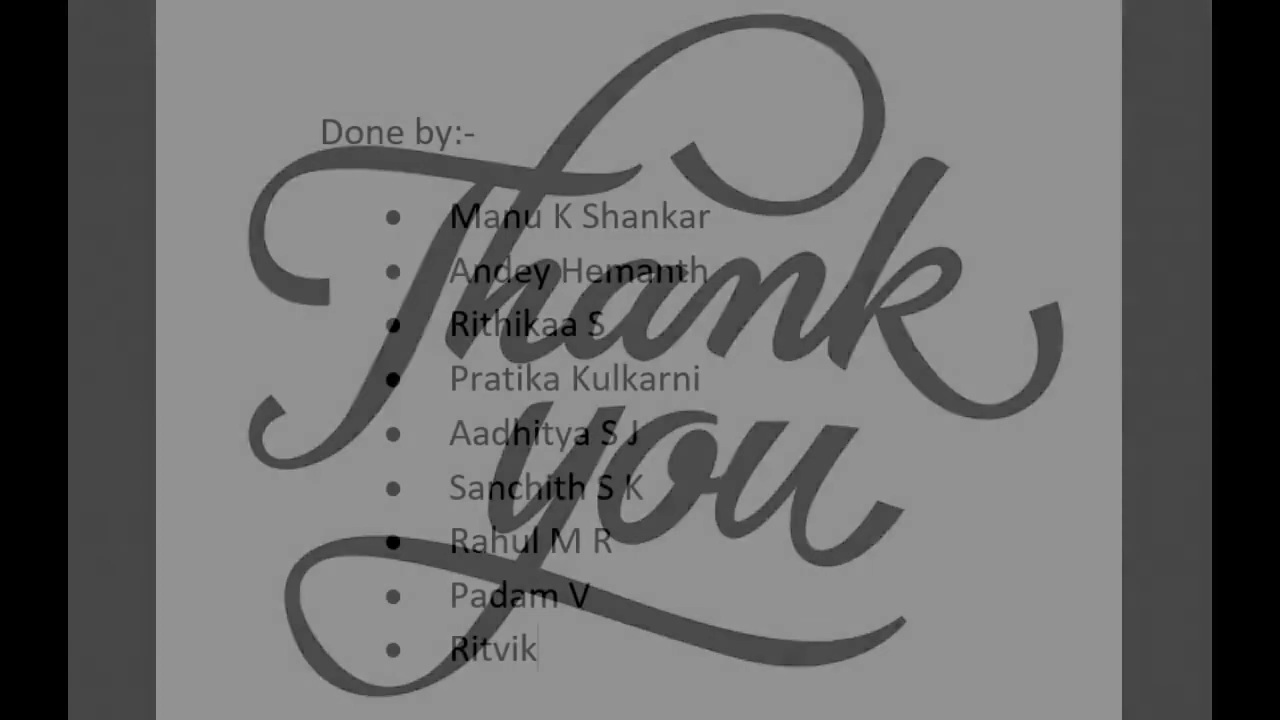 Done by:-
Thank
you
• Manu K Shankar
• Andey Hemanth
• Rithikaa S
• Pratika Kulkarni
• Aadhitya S J
• Sanchith S K
• Rahul M R
• Padam V
• Ritvik